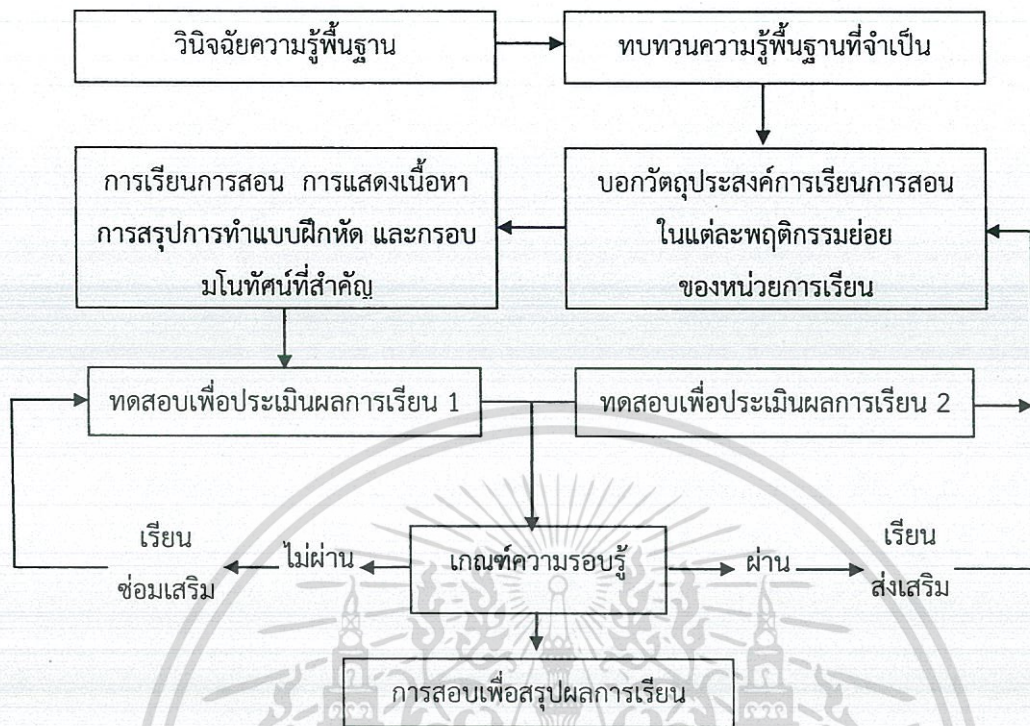 วินิจฉัยความรู้พื้นฐาน
ทบทวนความรู้พื้นฐานที่จำเป็น
การเรียนการสอน การแสดงเนื้อหา
การสรุปการทำแบบฝึกหัด และกรอบ
มโนทัศน์ที่สำคัญ
บอกวัตถุประสงค์การเรียนการสอน
ในแต่ละพฤติกรรมย่อย
ของหน่วยการเรียน
ทดสอบเพื่อประเมินผลการเรียน 1
ทดสอบเพื่อประเมินผลการเรียน 2
เรียน
ซ่อมเสริม
ไม่ผ่าน
เกณฑ์ความรอบรู้
ผ่าน
เรียน
ส่งเสริม
การสอบเพื่อสรุปผลการเรียน